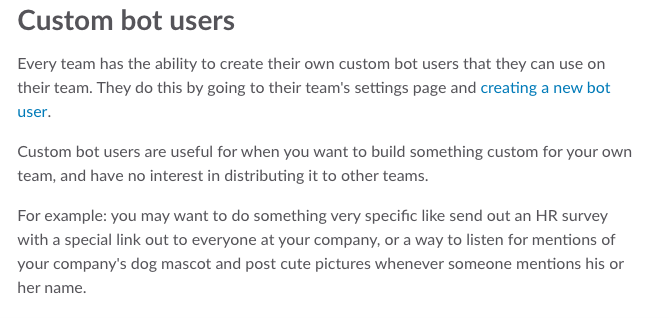 Custom bot users
Every team has the ability to create their own custom bot users that they can use on
their team. They do this by going to their team's settings page and creating a new bot
user.
Custom bot users are useful for when you want to build something custom for your own
team, and have no interest in distributing it to other teams.
For example: you may want to do something very specific like send out an HR survey
with a special link out to everyone at your company, or a way to listen for mentions of
your company's dog mascot and post cute pictures whenever someone mentions his or
her name.